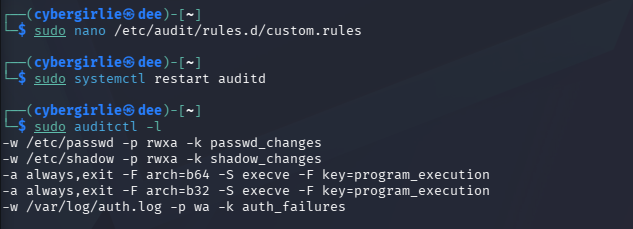 ┌──(cybergirlie㉿dee)-[~]
└─$ sudo nano /etc/audit/rules.d/custom.rules
┌──(cybergirlie㉿dee)-[~]
└─$ sudo systemctl restart auditd
┌──(cybergirlie㉿dee)-[~]
└─$ sudo auditctl -l
-w /etc/passwd -p rwxa -k passwd_changes
-w /etc/shadow -p rwxa -k shadow_changes
-a always,exit -F arch=b64 -S execve -F key=program_execution
-a always,exit -F arch=b32 -S execve -F key=program_execution
-w /var/log/auth.log -p wa -k auth_failures